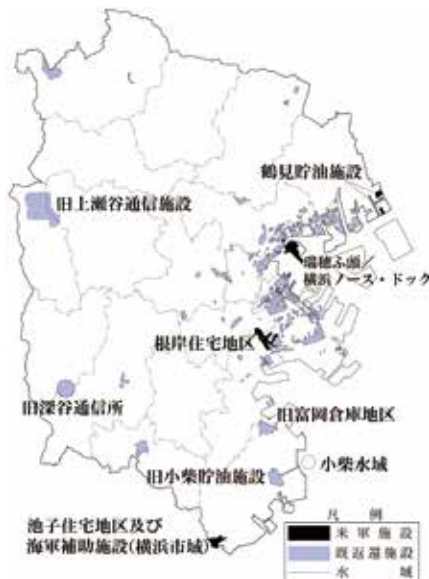 鶴見貯油施設
旧上瀬谷通信施設
瑞穂ふ頭／
横浜ノース・ドック
根岸住宅地区
旧深谷通信所
旧富岡倉庫地区
小柴水域
旧小柴貯油施設
池子住宅地区及び
海軍補助施設(横浜市域)
凡 例
米軍施設
既返還施設
水 域